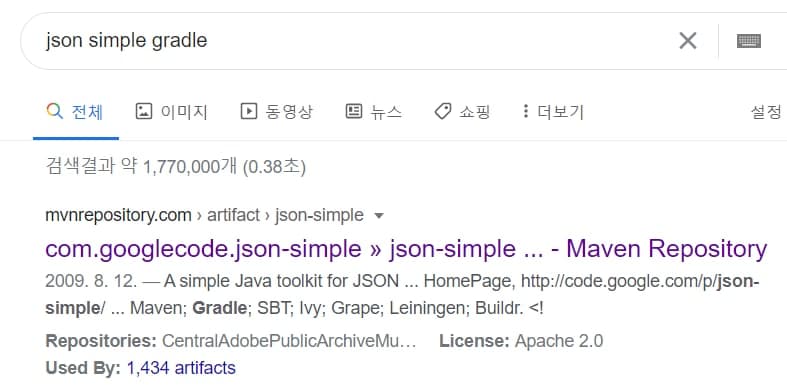 json simple gradle
전체 이미지 동영상 뉴스 쇼핑 더보기 설정
검색결과 약 1,770,000개 (0.38초)
mvnrepository.com › artifact › json-simple
com.googlecode.json-simple » json-simple ... - Maven Repository
2009. 8. 12. — A simple Java toolkit for JSON ... HomePage, http://code.google.com/p/json-
simple/ ... Maven; Gradle; SBT; Ivy; Grape; Leiningen; Buildr. <!
Repositories: CentralAdobePublicArchiveMu... License: Apache 2.0
Used By: 1,434 artifacts